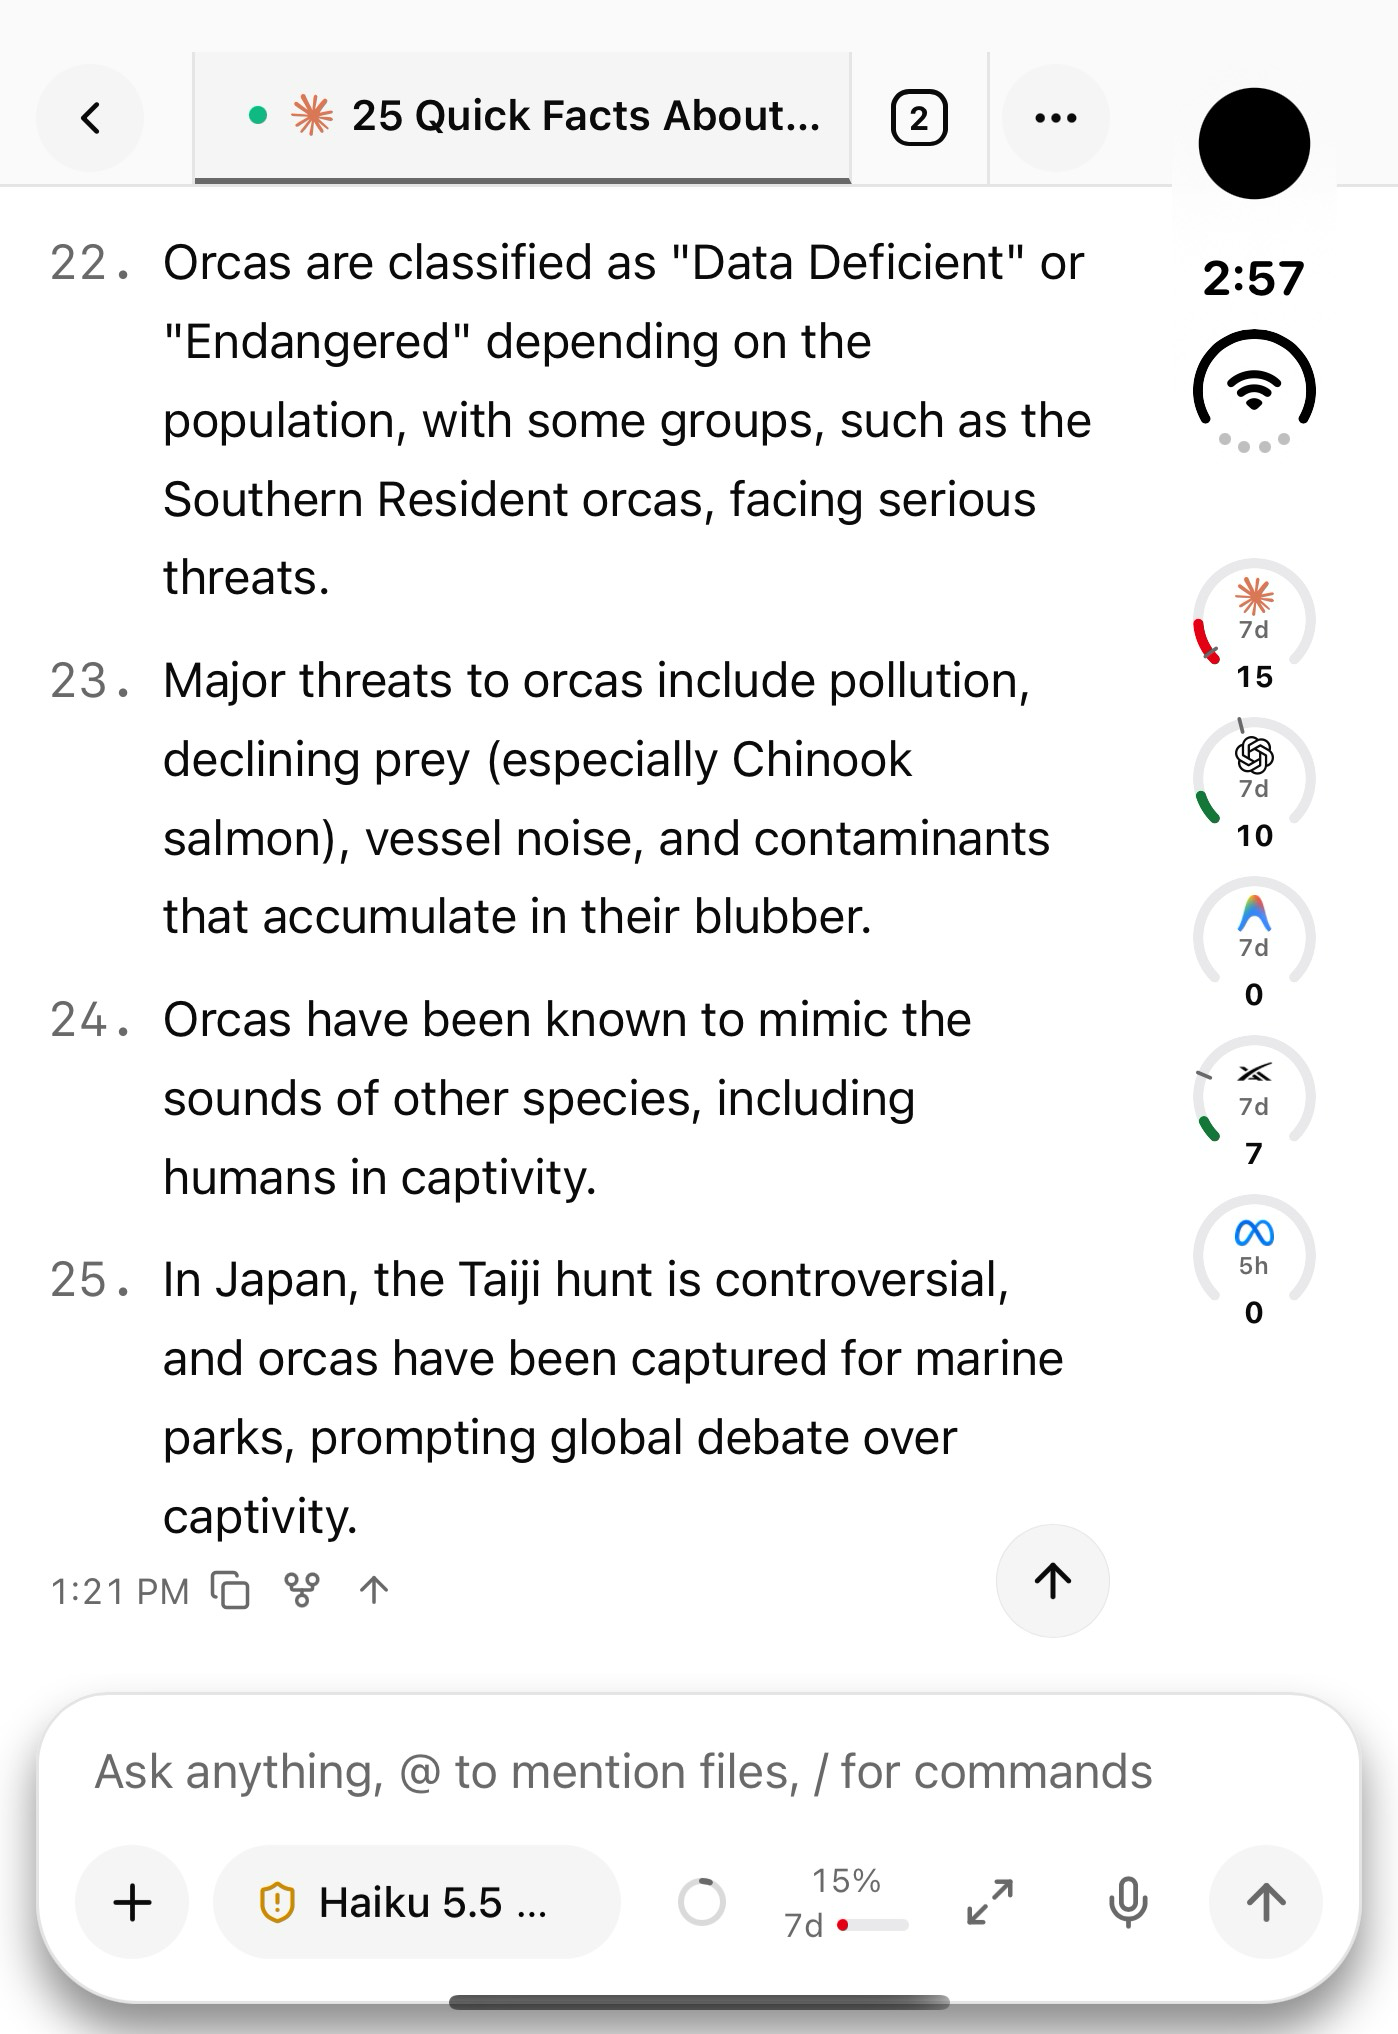 25 Quick Facts About...
2
2:57
22. Orcas are classified as "Data Deficient" or
"Endangered" depending on the
population, with some groups, such as the
Southern Resident orcas, facing serious
threats.
23. Major threats to orcas include pollution,
declining prey (especially Chinook
salmon), vessel noise, and contaminants
that accumulate in their blubber.
24. Orcas have been known to mimic the
sounds of other species, including
humans in captivity.
25. In Japan, the Taiji hunt is controversial,
and orcas have been captured for marine
parks, prompting global debate over
captivity.
1:21 PM
7d
15
7d
10
7d
0
7d
7
5h
0
Ask anything, @ to mention files, / for commands
Haiku 5.5 ...
15%
7d